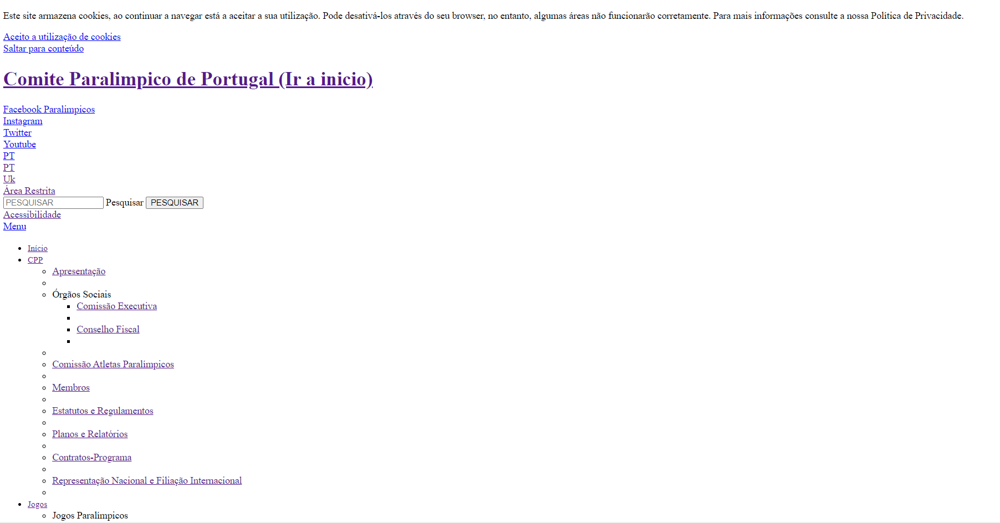 Este site armazena cookies, ao continuar a navegar está a aceitar a sua utilização. Pode desativá-los através do seu browser, no entanto, algumas áreas não funcionarão corretamente. Para mais informações consulte a nossa Política de Privacidade.
Aceito a utilização de cookies
Saltar para conteúdo
Comite Paralimpico de Portugal (Ir a inicio)
Facebook Paralimpicos
Instagram
Twitter
Youtube
PT
PT
Uk
Área Restrita
PESQUISAR Pesquisar PESQUISAR
Acessibilidade
Menu
Início
CPP
Apresentação
Órgãos Sociais
Comissão Executiva
Conselho Fiscal
Comissão Atletas Paralímpicos
Membros
Estatutos e Regulamentos
Planos e Relatórios
Contratos-Programa
Representação Nacional e Filiação Internacional
Jogos
Jogos Paralímpicos